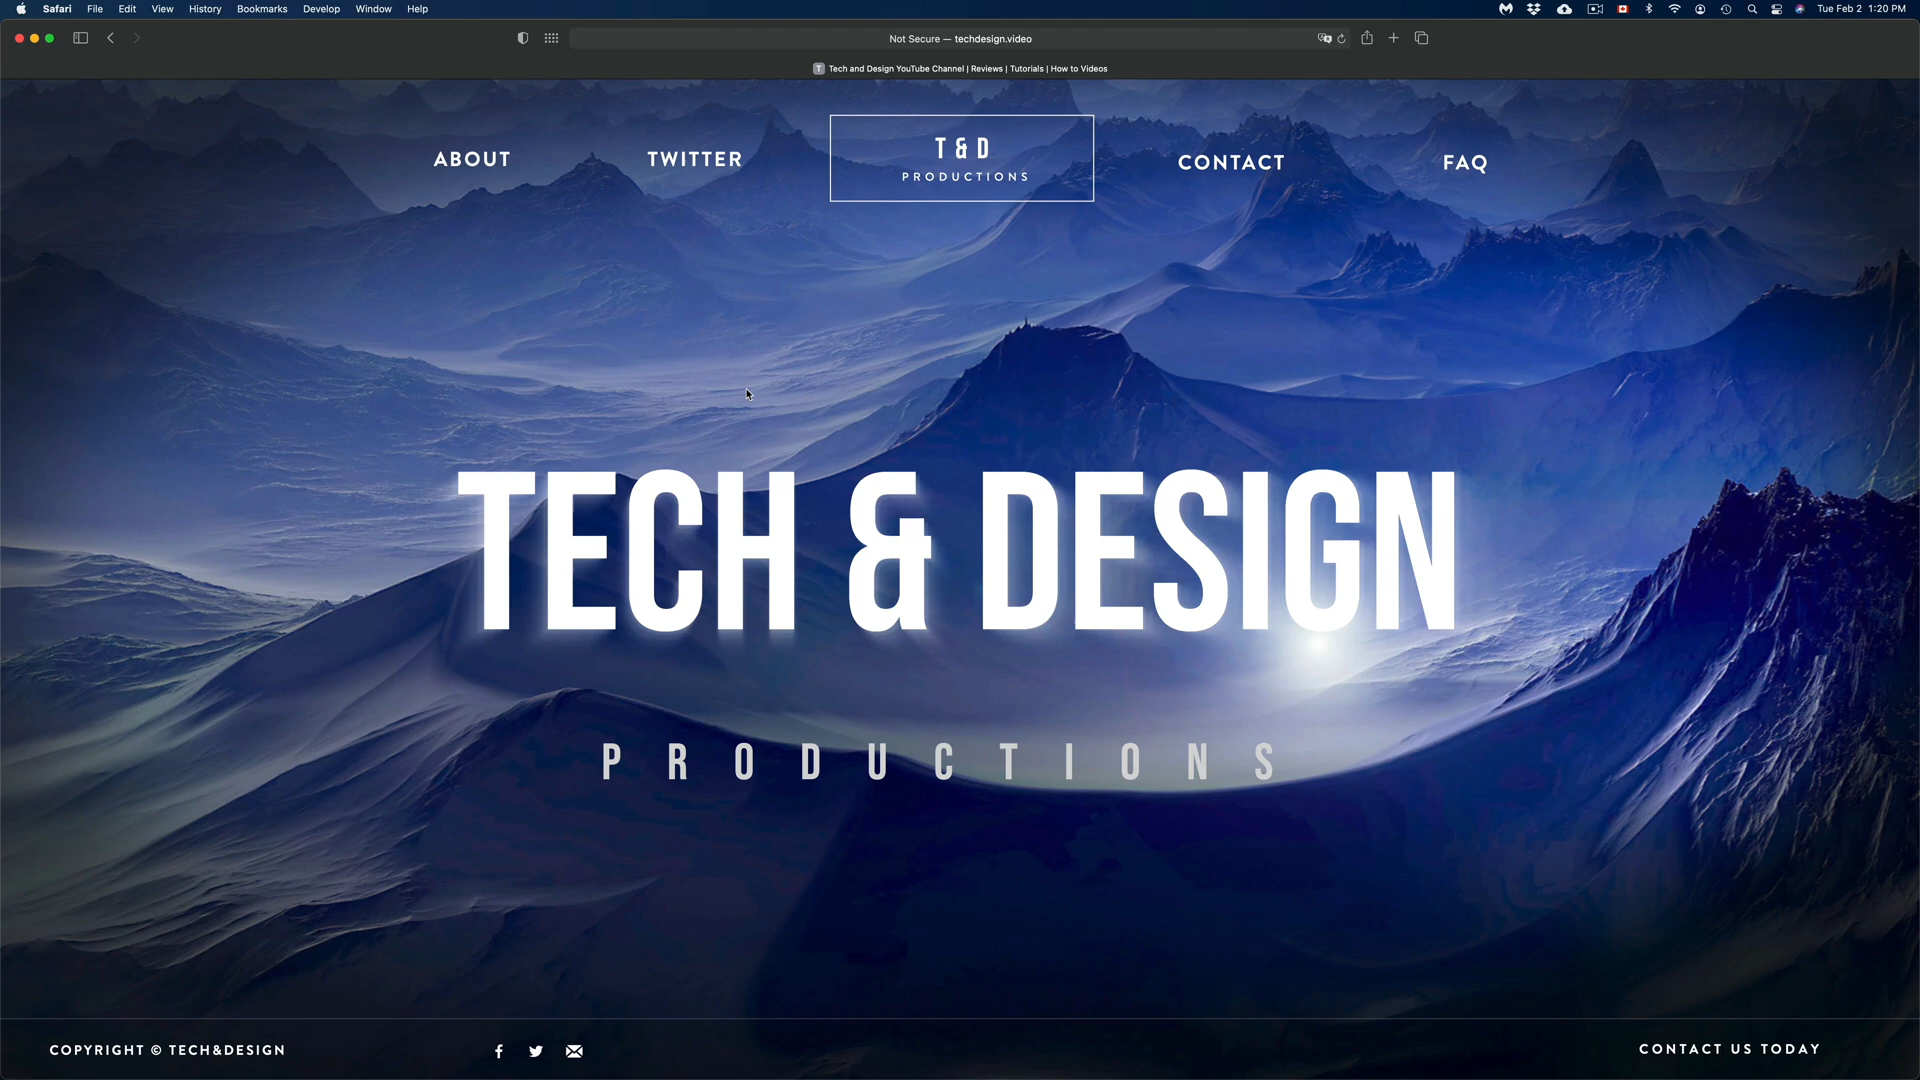 Safari File Edit View History Bookmarks Develop Window Help Tue Feb 2 1:20 PM
Not Secure — techdesign.video
T Tech and Design YouTube Channel | Reviews | Tutorials | How to Videos
ABOUT TWITTER T & D CONTACT FAQ
PRODUCTIONS
TECH & DESIGN
PRODUCTIONS
COPYRIGHT © TECH&DESIGN CONTACT US TODAY